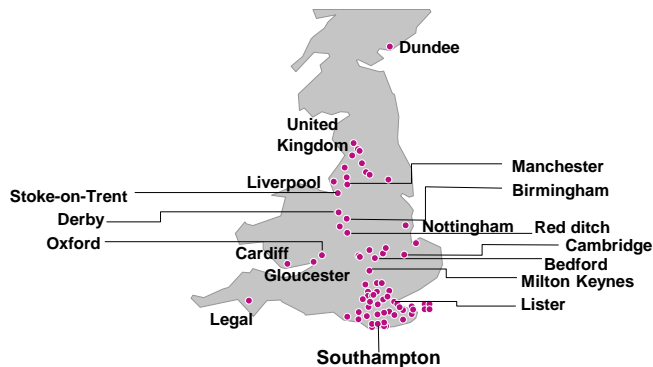 Dundee
United
Kingdom
Manchester
Liverpool
Birmingham
Stoke-on-Trent
Derby
Nottingham
Red ditch
Oxford
Cardiff
Cambridge
Bedford
Gloucester
Milton Keynes
Lister
Legal
Southampton